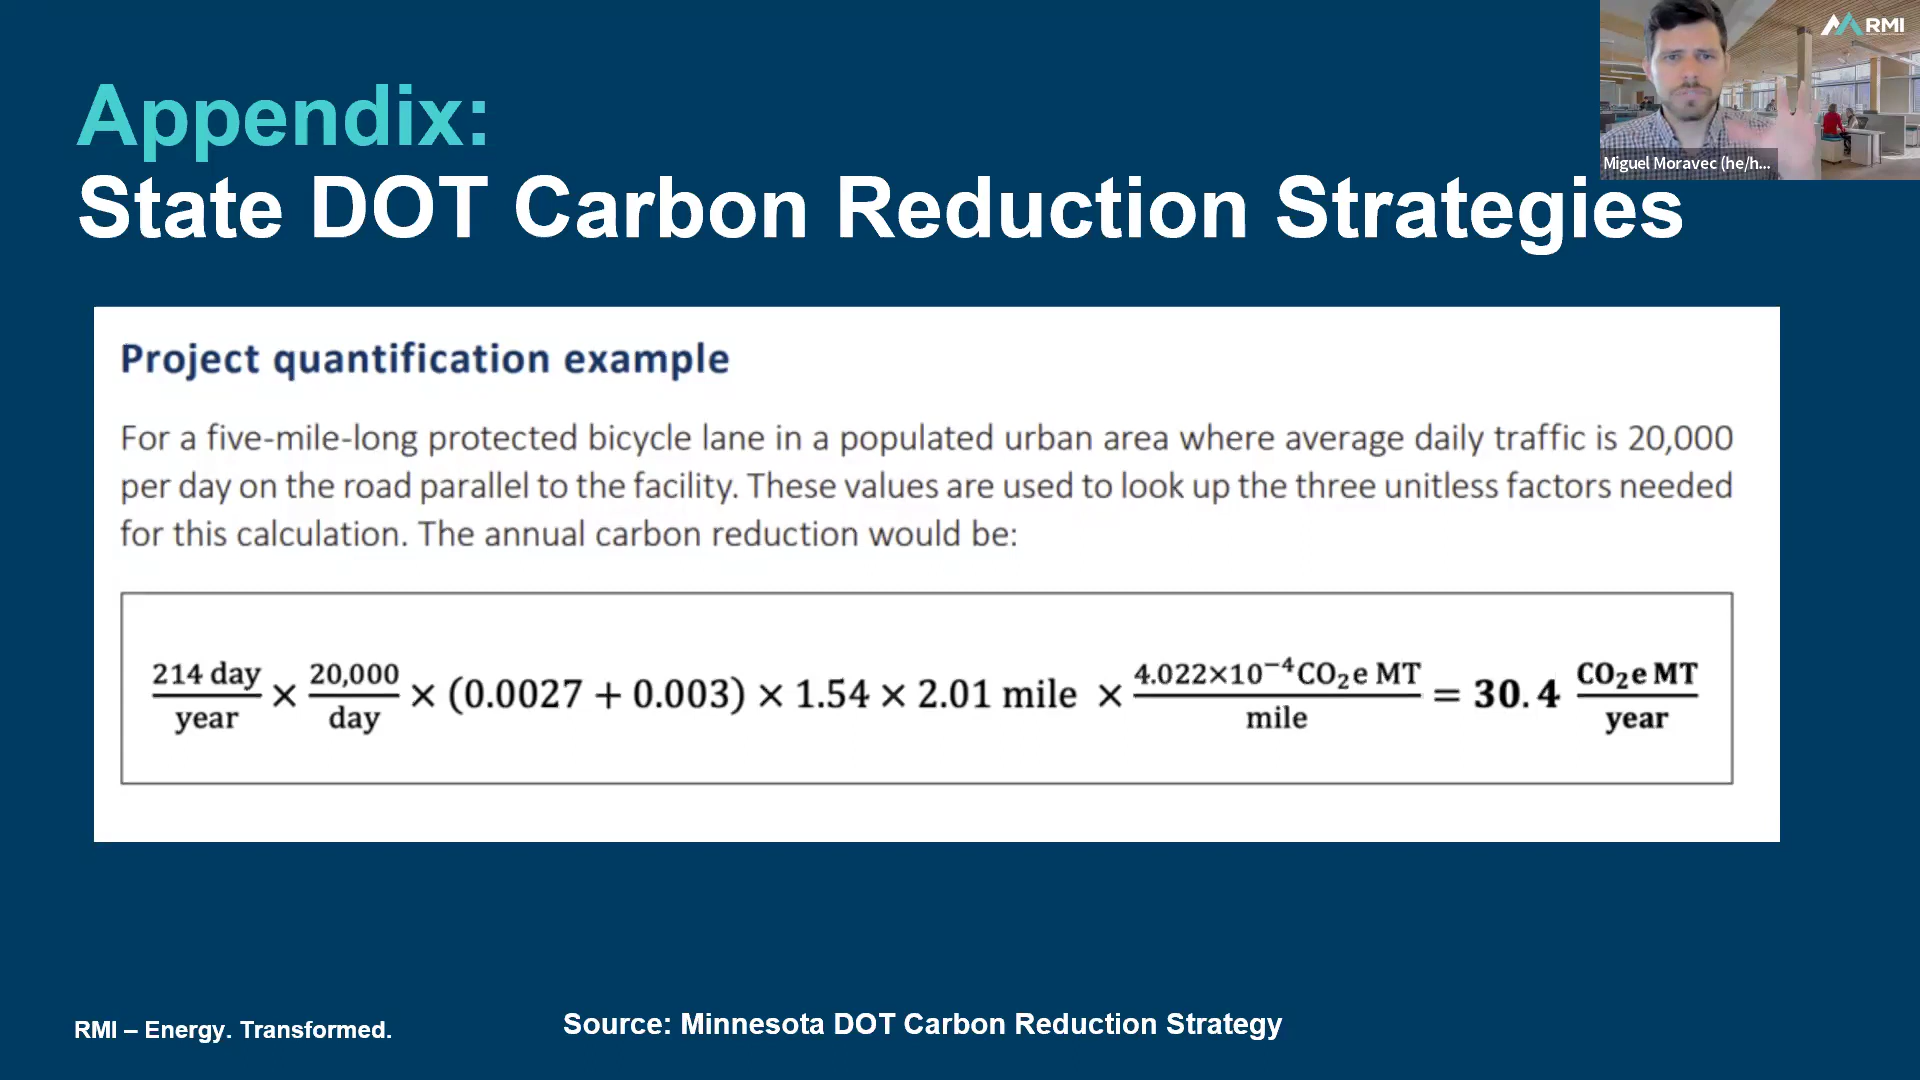 RMI
Miguel Moravec (he/h...
Appendix:
State DOT Carbon Reduction Strategies
Project quantification example
For a five-mile-long protected bicycle lane in a populated urban area where average daily traffic is 20,000
per day on the road parallel to the facility. These values are used to look up the three unitless factors needed
for this calculation. The annual carbon reduction would be:
214 day/year × 20,000/day × (0.0027 + 0.003) × 1.54 × 2.01 mile × 4.022×10⁻⁴CO₂e MT/mile = 30.4 CO₂e MT/year
RMI – Energy. Transformed.
Source: Minnesota DOT Carbon Reduction Strategy